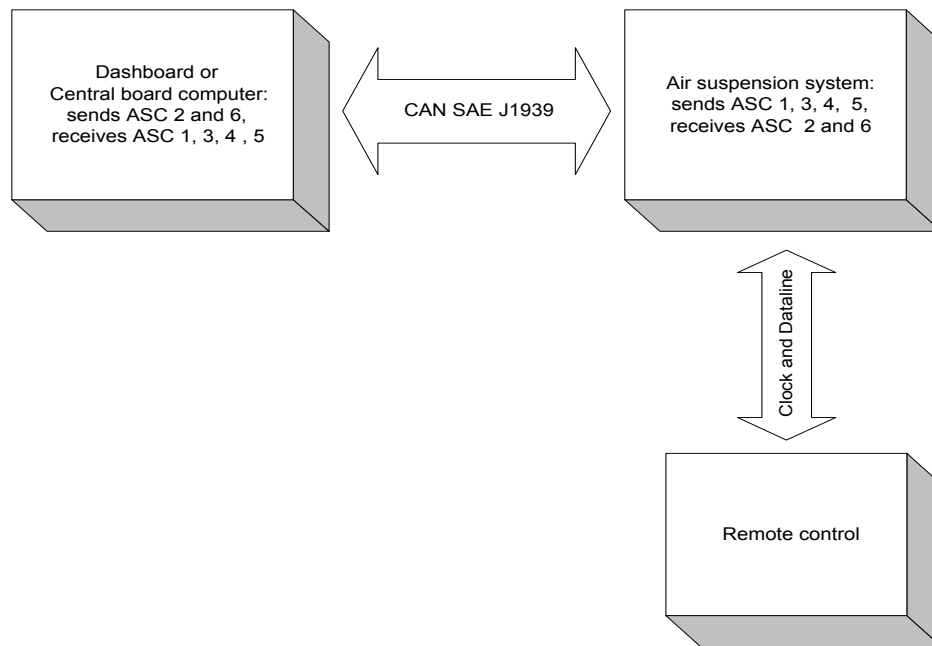 Dashboard or
Central board computer:
sends ASC 2 and 6,
receives ASC 1, 3, 4 , 5
CAN SAE J1939
Air suspension system:
sends ASC 1, 3, 4, 5,
receives ASC 2 and 6
Clock and Dataline
Remote control